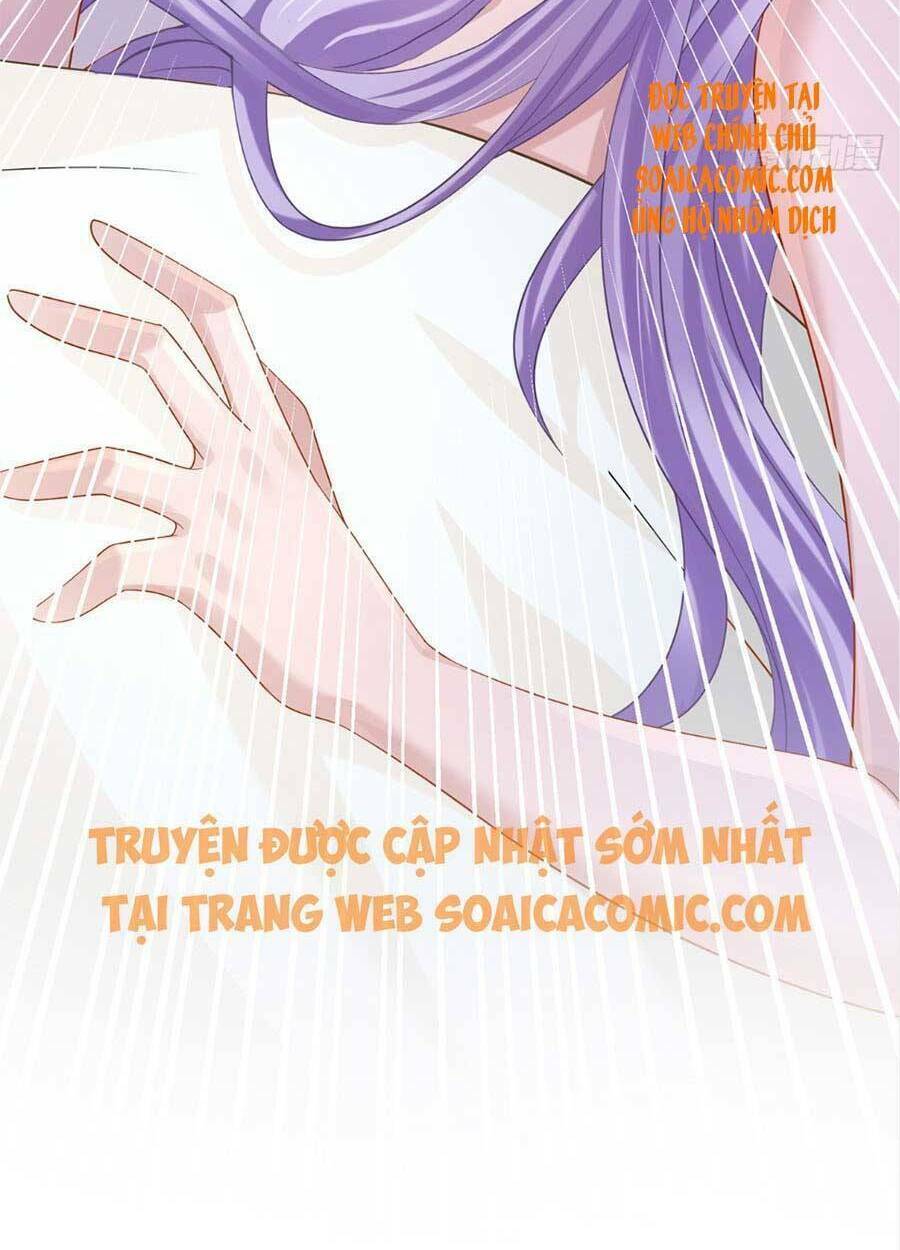 ĐỌC TRUYỆN TẠI
WEB CHÍNH CHỦ
SOAICACOMIC.COM
ỦNG HỘ NHÓM DỊCH
TRUYỆN ĐƯỢC CẬP NHẬT SỚM NHẤT
TẠI TRANG WEB SOAICACOMIC.COM